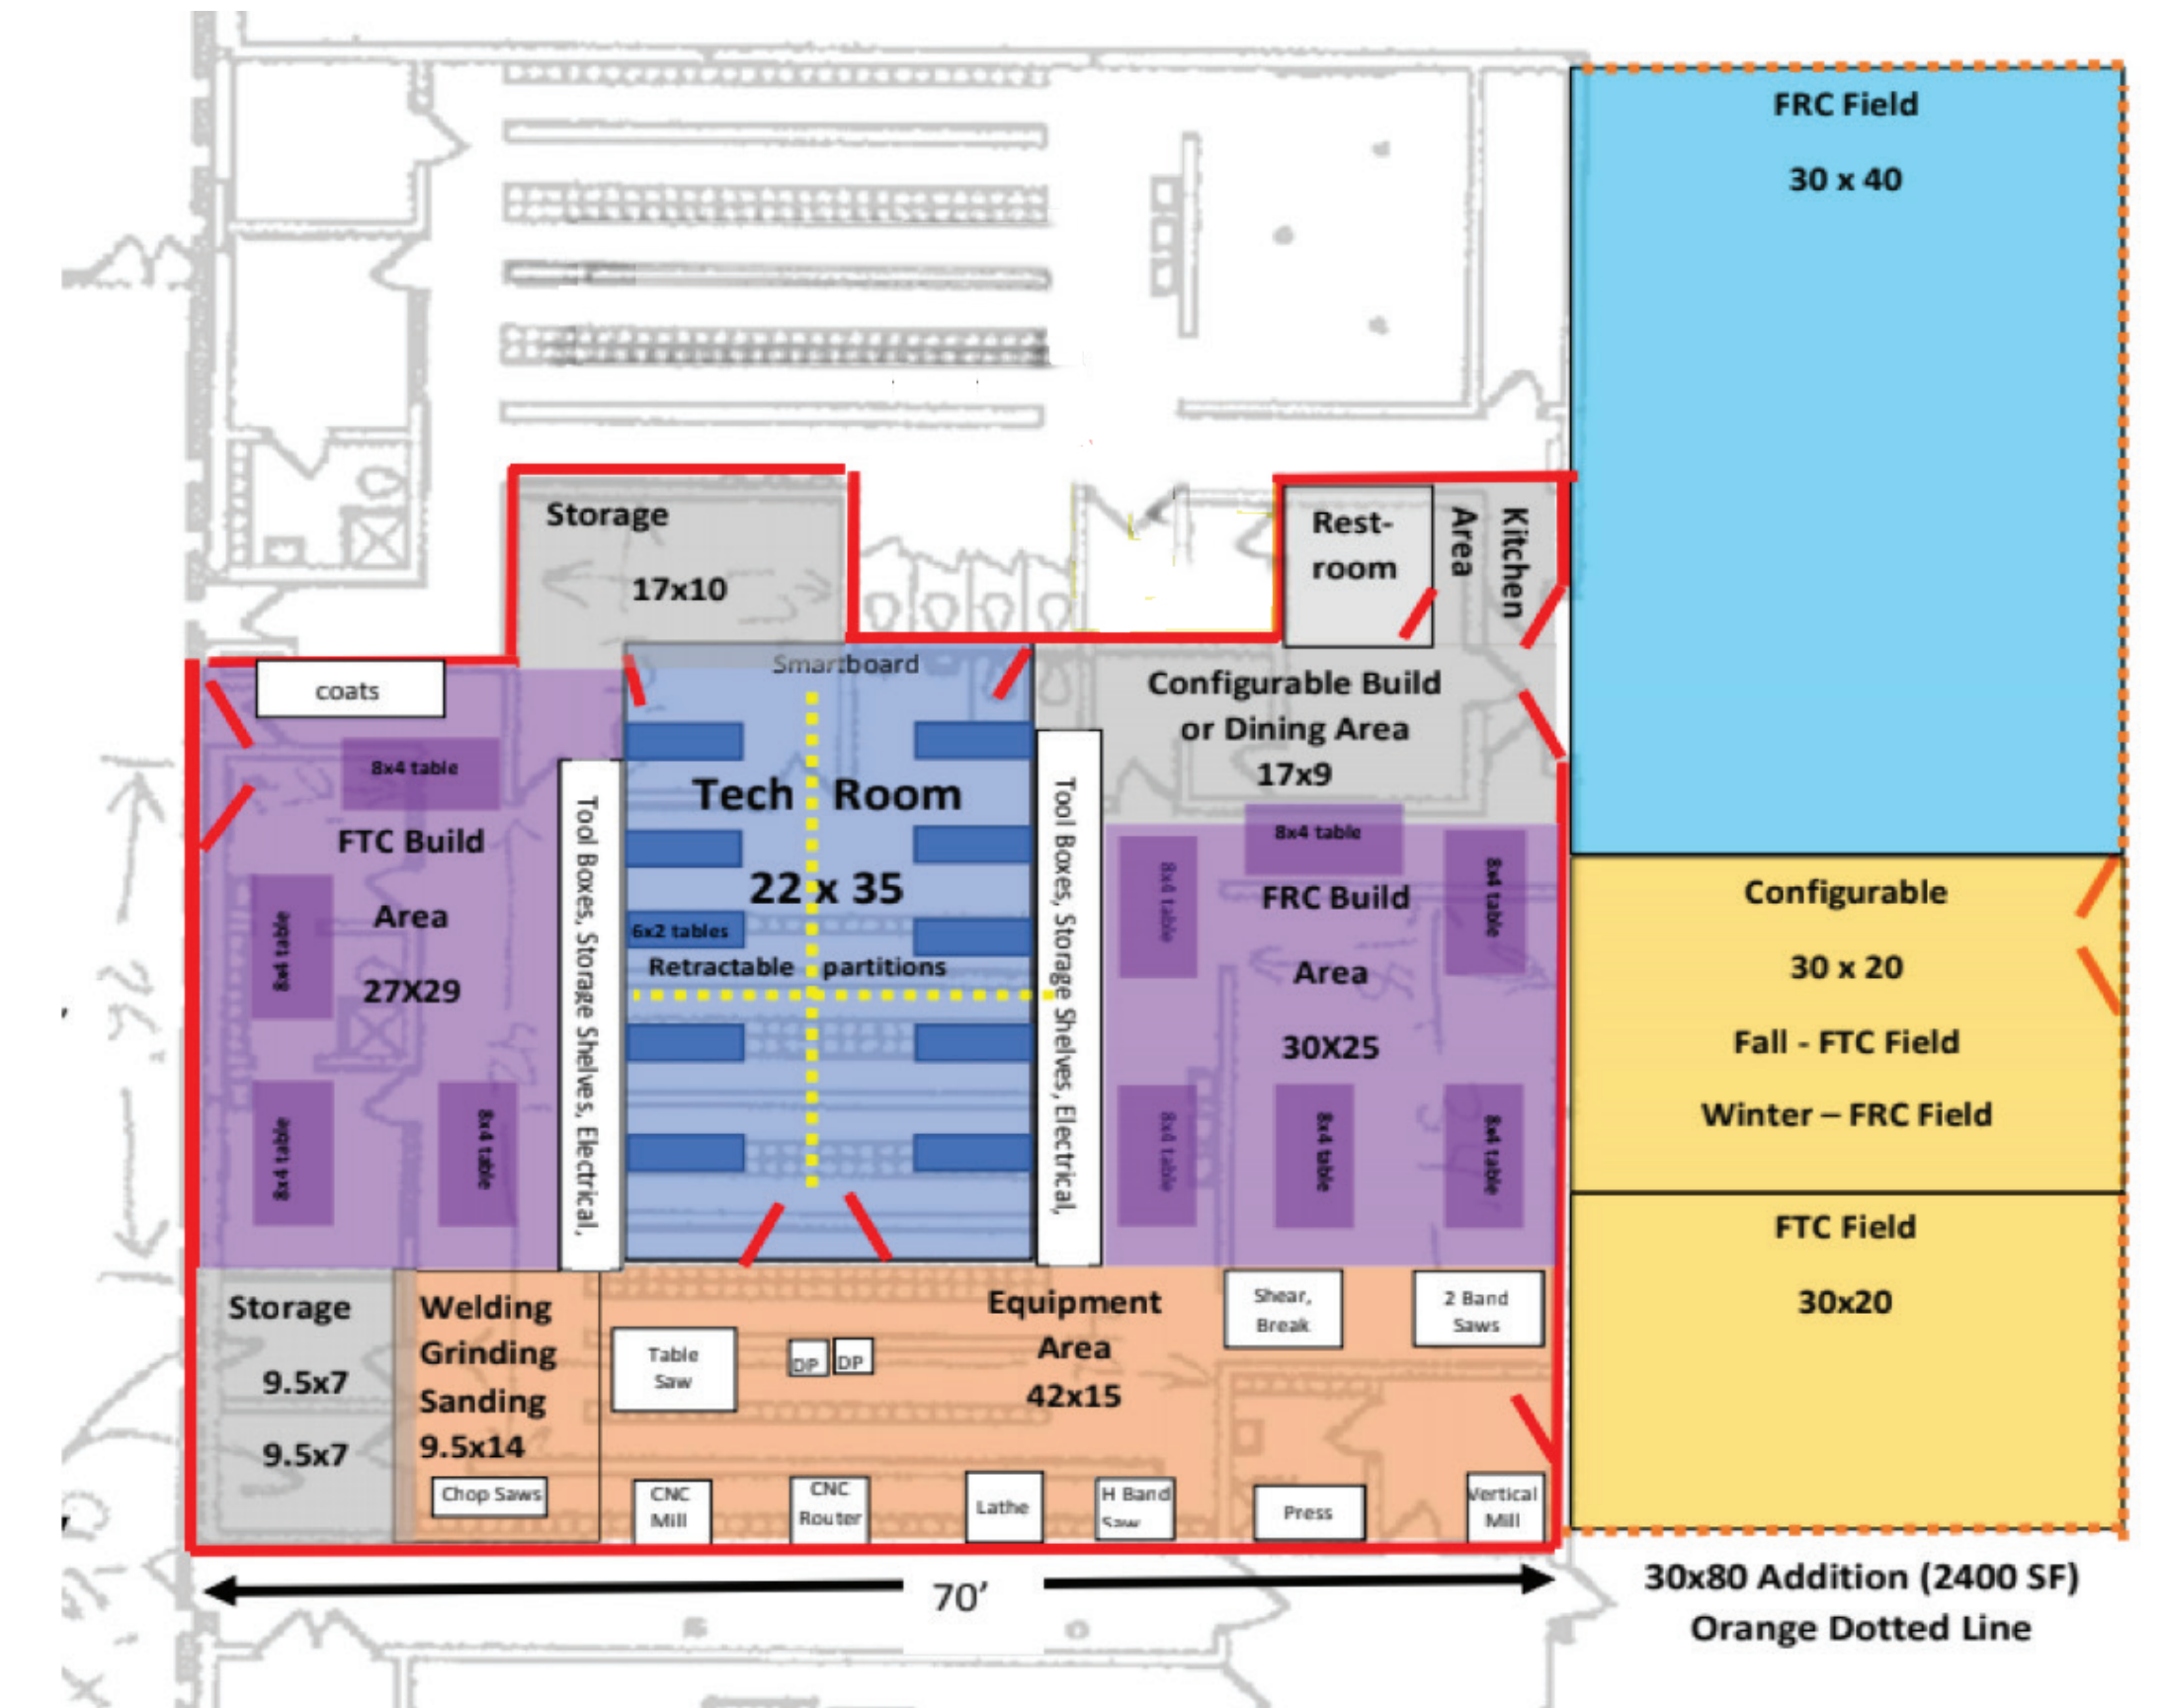 FRC Field
30 x 40
Storage
17x10
Rest-
room
Kitchen
Area
coats
Smartboard
Configurable Build
or Dining Area
17x9
8x4 table
FTC Build
Area
27X29
8x4 table
8x4 table
8x4 table
Tool Boxes, Storage Shelves, Electrical,
Tech Room
22 x 35
6x2 tables
Retractable partitions
Tool Boxes, Storage Shelves, Electrical,
8x4 table
8x4 table
8x4 table
FRC Build
Area
30X25
8x4 table
8x4 table
8x4 table
Configurable
30 x 20
Fall - FTC Field
Winter – FRC Field
FTC Field
30x20
Storage
9.5x7
9.5x7
Welding
Grinding
Sanding
9.5x14
Chop Saws
Table
Saw
DP
DP
Equipment
Area
42x15
Shear,
Break
2 Band
Saws
CNC
Mill
CNC
Router
Lathe
H Band
Saw
Press
Vertical
Mill
70’
30x80 Addition (2400 SF)
Orange Dotted Line